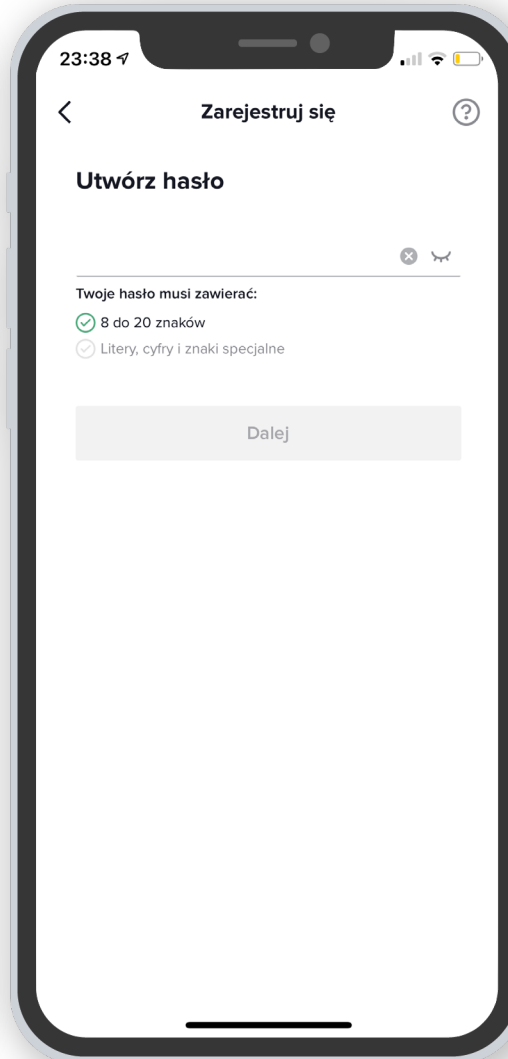 23:38
Zarejestruj się
Utwórz hasło
Twoje hasło musi zawierać:
8 do 20 znaków
Litery, cyfry i znaki specjalne
Dalej